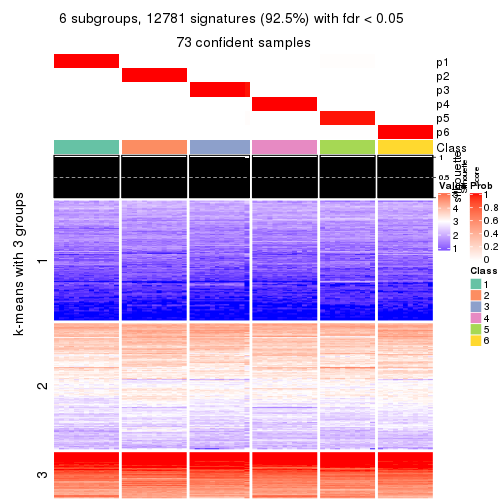 6 subgroups, 12781 signatures (92.5%) with fdr < 0.05
73 confident samples
p1
p2
p3
p4
p5
p6
Class
1
0.5
silhouette
score
Value
4
3
2
1
Prob
1
0.8
0.6
0.4
0.2
0
Class
1
2
3
4
5
6
k-means with 3 groups
1
2
3